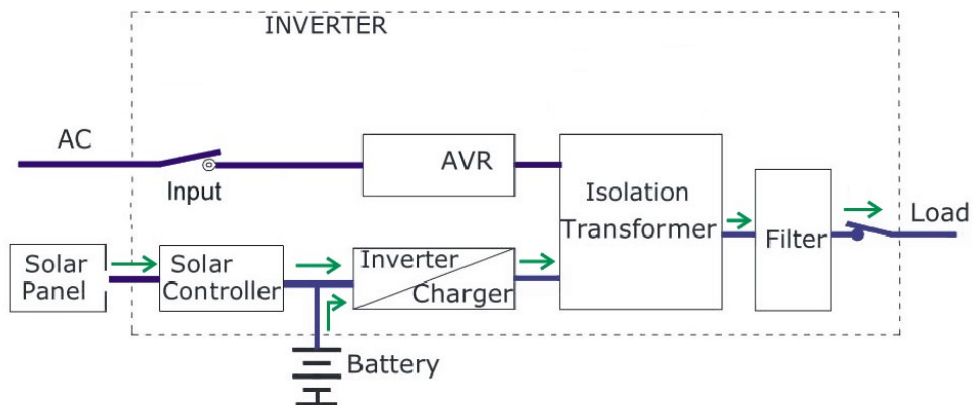 INVERTER
AC
Input
AVR
Isolation
Transformer
Filter
Load
Solar
Panel
Solar
Controller
Inverter
Charger
Battery